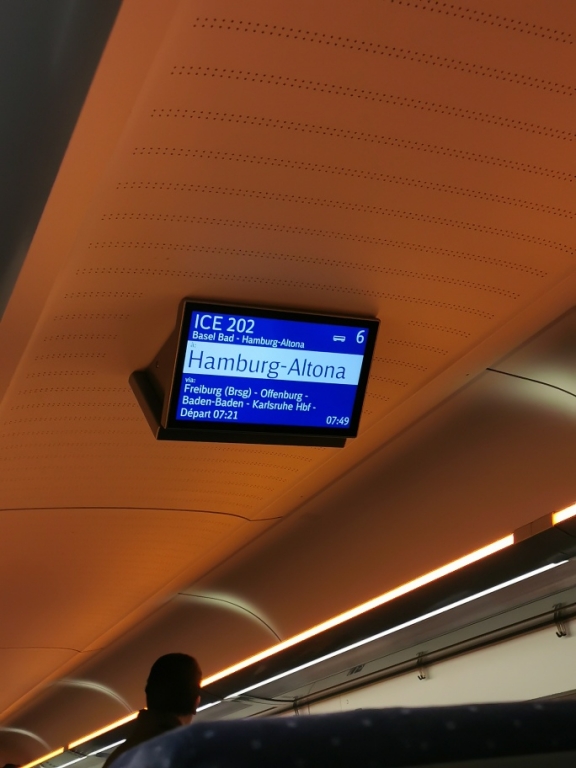 ICE 202
6
Basel Bad - Hamburg-Altona
Hamburg-Altona
via:
Freiburg (Brsg) - Offenburg -
Baden-Baden - Karlsruhe Hbf -
Départ 07:21
07:49